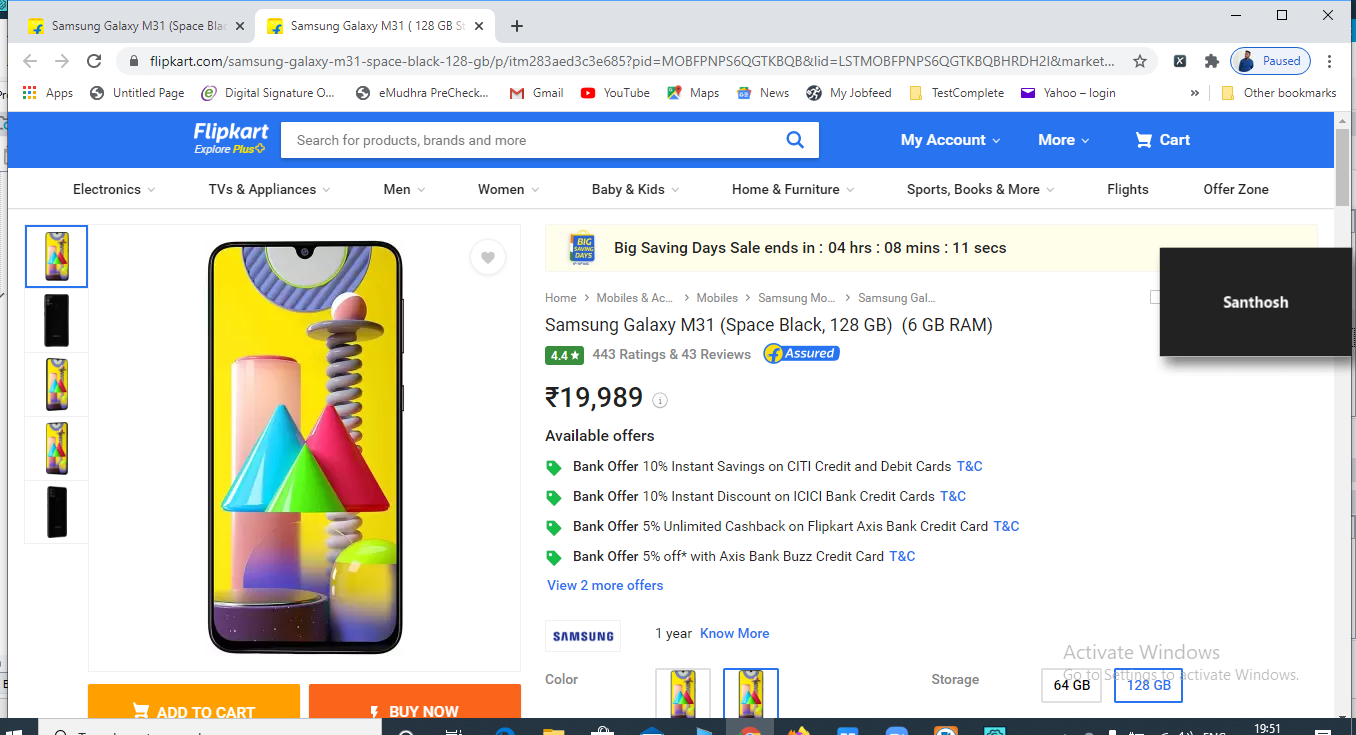 Samsung Galaxy M31 (Space Blac
Samsung Galaxy M31 ( 128 GB St
flipkart.com/samsung-galaxy-m31-space-black-128-gb/p/itm283aed3c3e685?pid=MOBFPNPS6QGTKBQB&lid=LSTMOBFPNPS6QGTKBQBHRDH2I&market...
Paused
Apps
Untitled Page
Digital Signature O...
eMudhra PreCheck...
Gmail
YouTube
Maps
News
My Jobfeed
TestComplete
Yahoo – login
»
Other bookmarks
Flipkart
Explore Plus
Search for products, brands and more
My Account
More
Cart
Electronics
TVs & Appliances
Men
Women
Baby & Kids
Home & Furniture
Sports, Books & More
Flights
Offer Zone
BIG SAVING DAYS
Big Saving Days Sale ends in : 04 hrs : 08 mins : 11 secs
Home > Mobiles & Ac... > Mobiles > Samsung Mo... > Samsung Gal...
Santhosh
Samsung Galaxy M31 (Space Black, 128 GB) (6 GB RAM)
4.4 ★ 443 Ratings & 43 Reviews Assured
₹19,989
Available offers
Bank Offer 10% Instant Savings on CITI Credit and Debit Cards T&C
Bank Offer 10% Instant Discount on ICICI Bank Credit Cards T&C
Bank Offer 5% Unlimited Cashback on Flipkart Axis Bank Credit Card T&C
Bank Offer 5% off* with Axis Bank Buzz Credit Card T&C
View 2 more offers
SAMSUNG
1 year Know More
Color
Storage
64 GB
128 GB
Activate Windows
Go to Settings to activate Windows.
ADD TO CART
BUY NOW
19:51